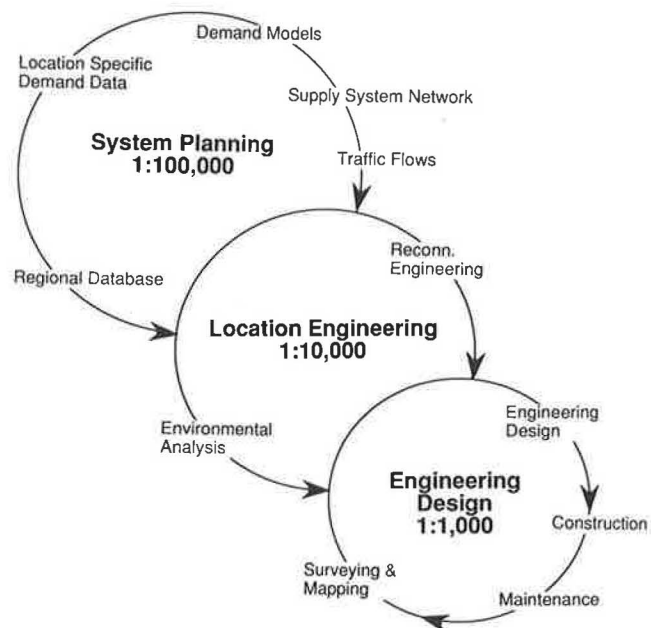 Demand Models
Location Specific
Demand Data
Supply System Network
System Planning
1:100,000
Traffic Flows
Reconn.
Engineering
Regional Database
Location Engineering
1:10,000
Environmental
Analysis
Engineering
Design
Engineering
Design
1:1,000
Construction
Surveying &
Mapping
Maintenance